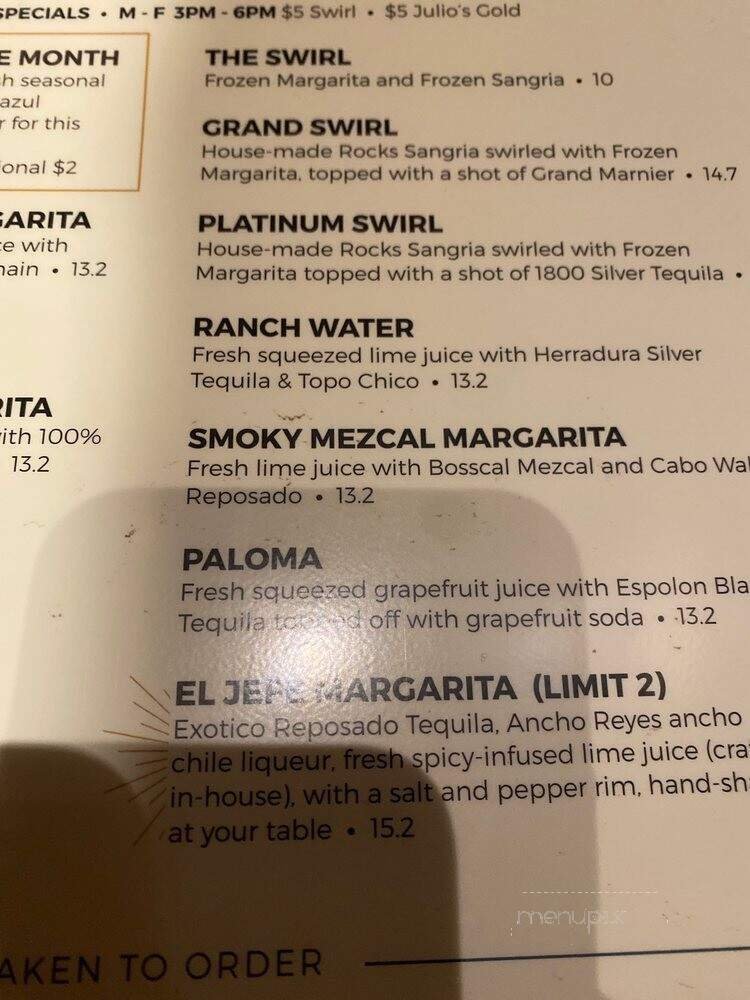 SPECIALS • M - F 3PM - 6PM $5 Swirl • $5 Julio's Gold
E MONTH
h seasonal
azul
r for this
ional $2
GARITA
ce with
hain • 13.2
RITA
ith 100%
13.2
THE SWIRL
Frozen Margarita and Frozen Sangria • 10
GRAND SWIRL
House-made Rocks Sangria swirled with Frozen
Margarita, topped with a shot of Grand Marnier • 14.7
PLATINUM SWIRL
House-made Rocks Sangria swirled with Frozen
Margarita topped with a shot of 1800 Silver Tequila •
RANCH WATER
Fresh squeezed lime juice with Herradura Silver
Tequila & Topo Chico • 13.2
SMOKY MEZCAL MARGARITA
Fresh lime juice with Bosscal Mezcal and Cabo Wa
Reposado • 13.2
PALOMA
Fresh squeezed grapefruit juice with Espolon Bla
Tequila topped off with grapefruit soda • 13.2
EL JEFE MARGARITA (LIMIT 2)
Exotico Reposado Tequila, Ancho Reyes ancho
chile liqueur, fresh spicy-infused lime juice (cra
in-house), with a salt and pepper rim, hand-sh
at your table • 15.2
menupix
AKEN TO ORDER